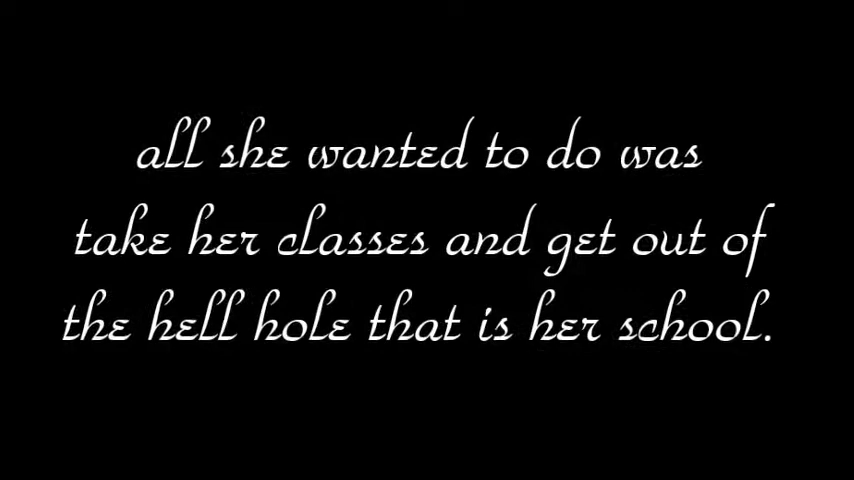 all she wanted to do was
take her classes and get out of
the hell hole that is her school.